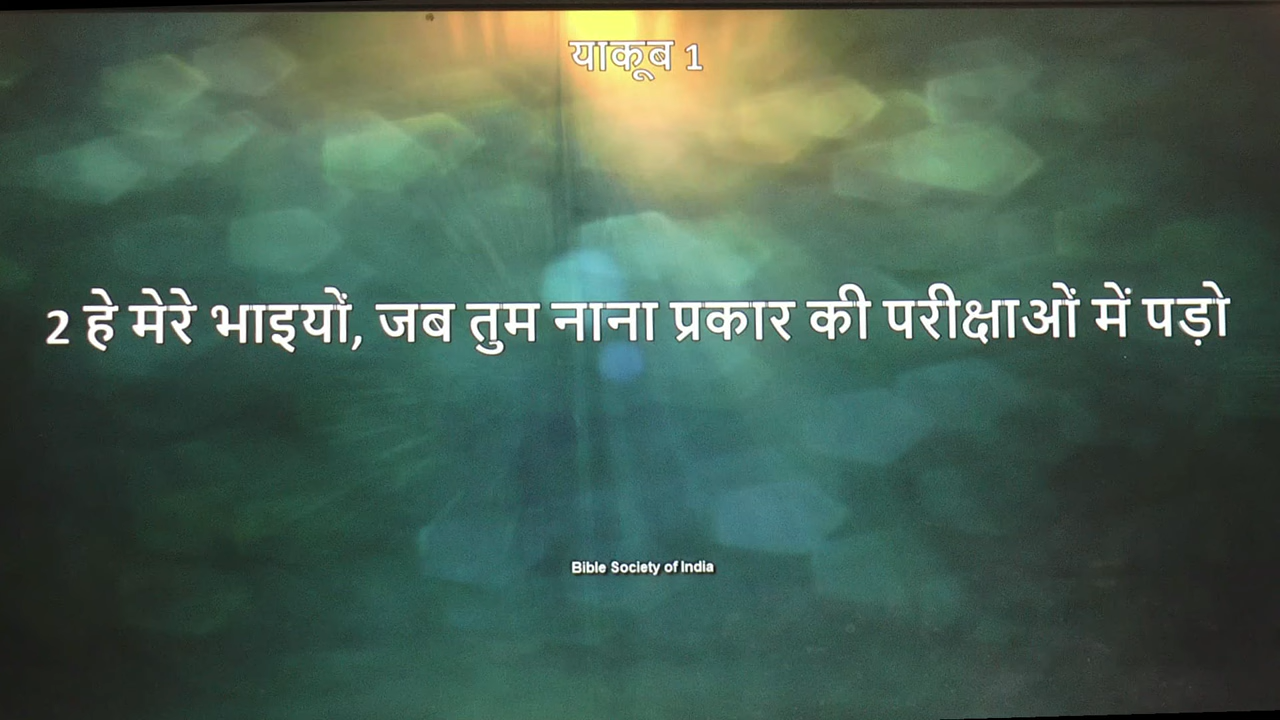 याकूब 1
2 हे मेरे भाइयों, जब तुम नाना प्रकार की परीक्षाओं में पड़ो
Bible Society of India